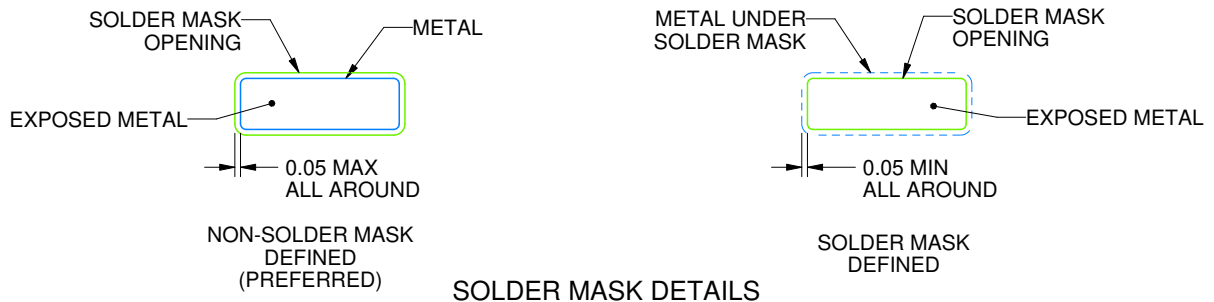 SOLDER MASK
OPENING
METAL
EXPOSED METAL
0.05 MAX
ALL AROUND
NON-SOLDER MASK
DEFINED
(PREFERRED)
METAL UNDER
SOLDER MASK
SOLDER MASK
OPENING
EXPOSED METAL
0.05 MIN
ALL AROUND
SOLDER MASK
DEFINED
SOLDER MASK DETAILS